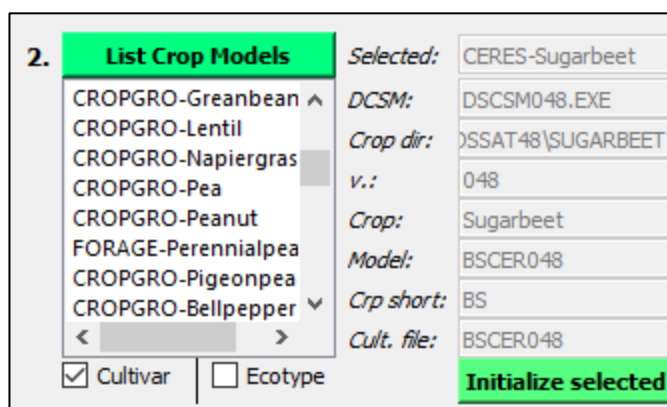 2. List Crop Models
CROPGRO-Greanbean
CROPGRO-Lentil
CROPGRO-Napiergras
CROPGRO-Pea
CROPGRO-Peanut
FORAGE-Perennialpea
CROPGRO-Pigeonpea
CROPGRO-Bellpepper
Cultivar
Ecotype
Selected: CERES-Sugarbeet
DCSM: DSCSM048.EXE
Crop dir: OSSAT48\SUGARBEET
v.: 048
Crop: Sugarbeet
Model: BSCER048
Crp short: BS
Cult. file: BSCER048
Initialize selected